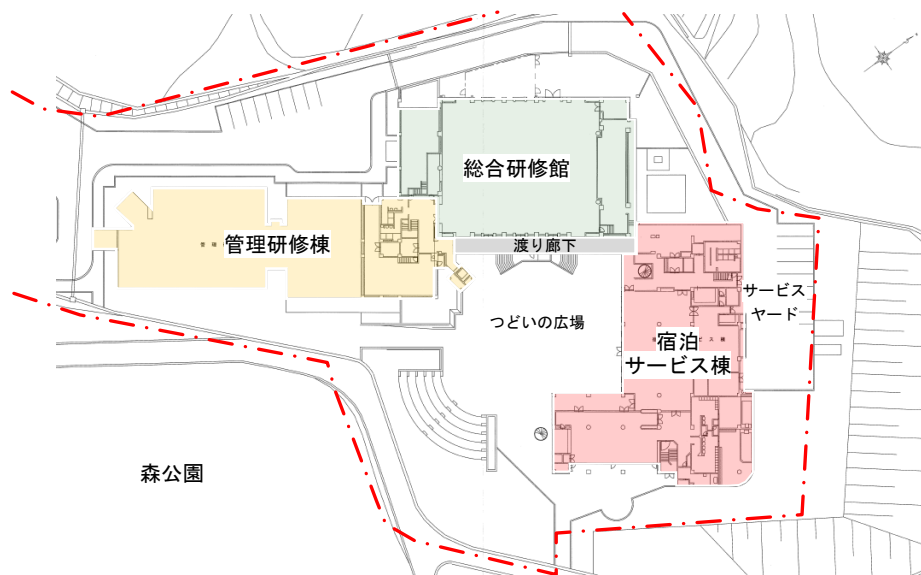 総合研修館
管理研修棟
渡り廊下
サービス
ヤード
つどいの広場
宿泊
サービス棟
森公園